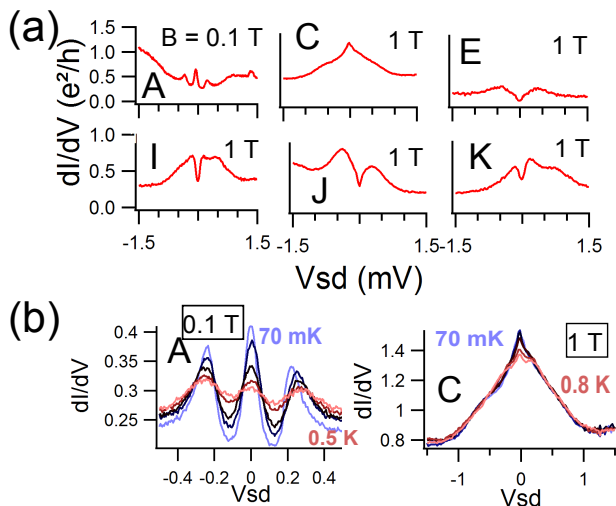 (a)
B = 0.1 T
A
C
1 T
E
1 T
I
1 T
J
1 T
K
1 T
dI/dV (e²/h)
1.5
1.0
0.5
0.0
1.0
0.5
0.0
-1.5 1.5 -1.5 1.5 -1.5 1.5
Vsd (mV)
(b)
0.1 T
A
70 mK
0.5 K
dI/dV
0.4
0.35
0.3
0.25
-0.4 -0.2 0 0.2 0.4
Vsd
70 mK
1 T
0.8 K
C
dI/dV
1.4
1.2
1
0.8
-1 0 1
Vsd